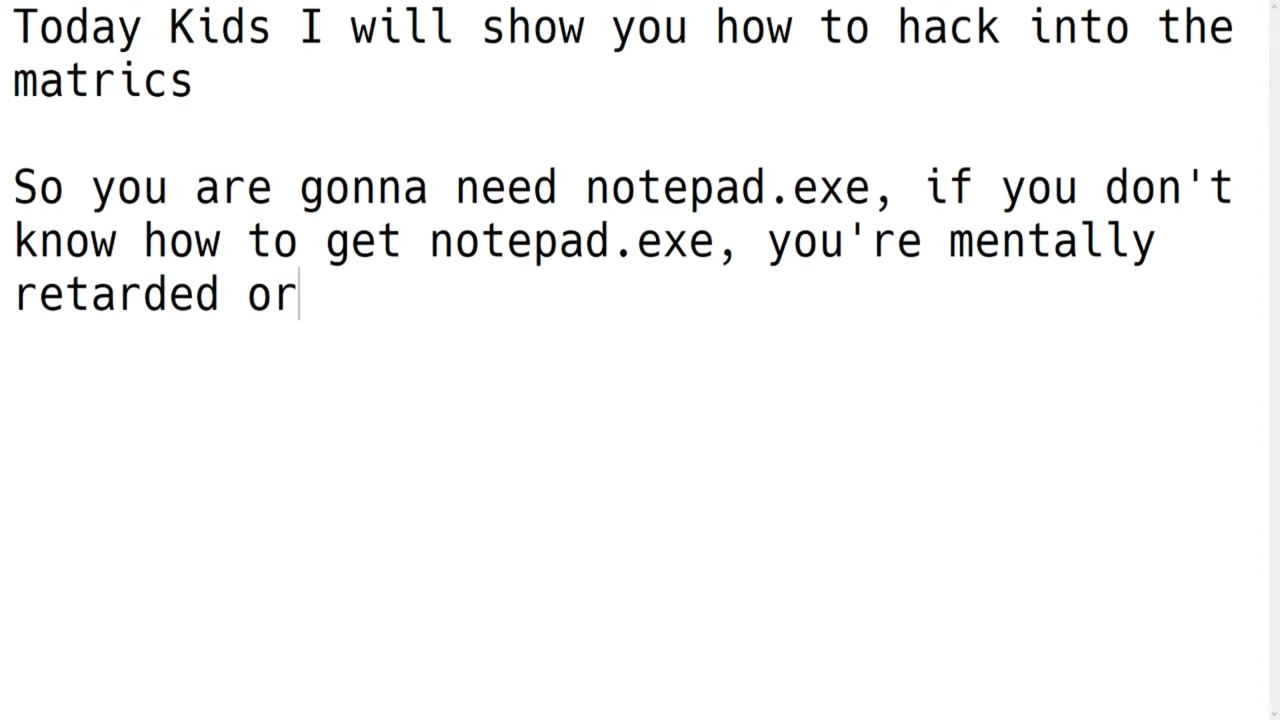 Today Kids I will show you how to hack into the
matrics
So you are gonna need notepad.exe, if you don't
know how to get notepad.exe, you're mentally
retarded or